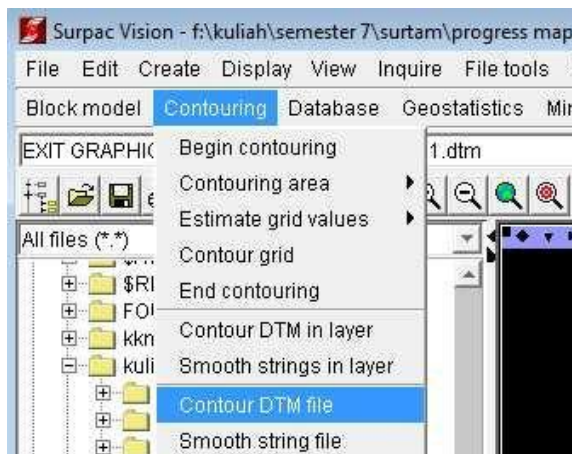 Surpac Vision - f:\kuliah\semester 7\surtam\progress map
File Edit Create Display View Inquire File tools
Block model Contouring Database Geostatistics
EXIT GRAPHIC 1.dtm
Begin contouring
Contouring area
Estimate grid values
Contour grid
End contouring
Contour DTM in layer
Smooth strings in layer
Contour DTM file
Smooth string file
All files (*.*)
$RI
FOU
kkn
kuli